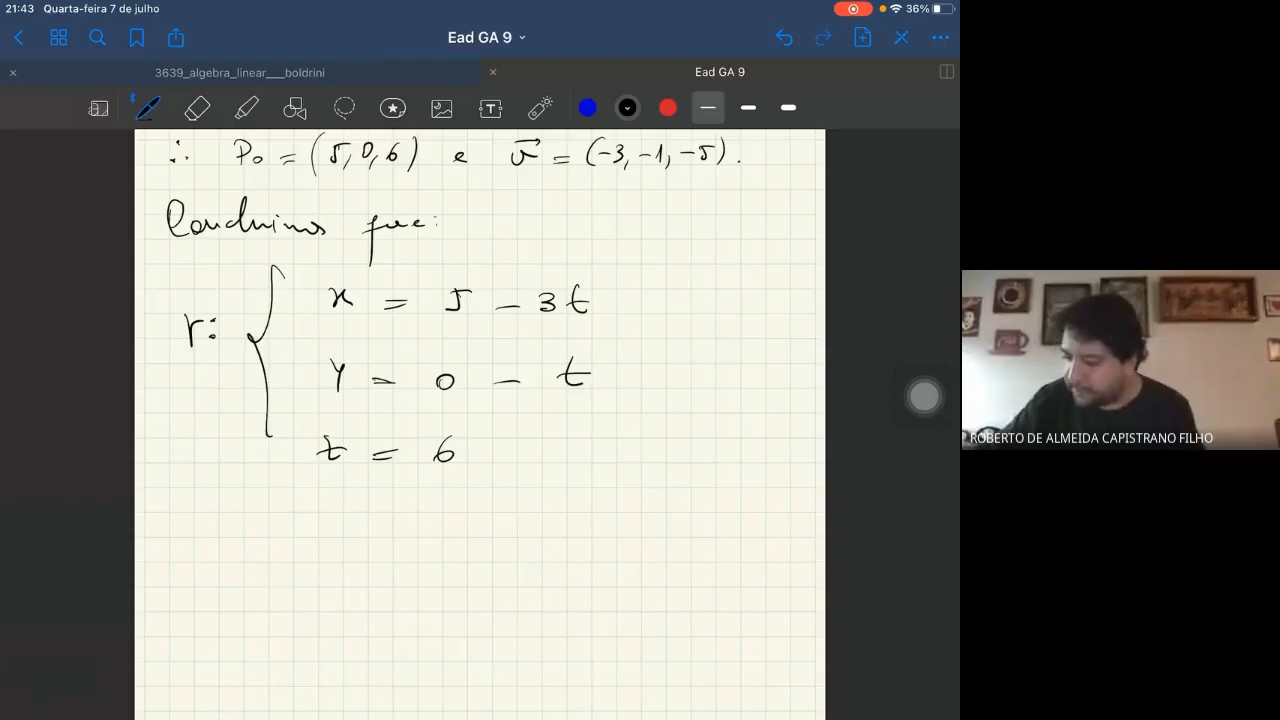 21:43 Quarta-feira 7 de julho
36%
Ead GA 9
3639_algebra_linear___boldrini
Ead GA 9
T
∴ P₀ = (5, 0, 6) e v⃗ = (-3, -1, -5).
Concluimos que:
r: { x = 5 - 3t
y = 0 - t
z = 6
ROBERTO DE ALMEIDA CAPISTRANO FILHO